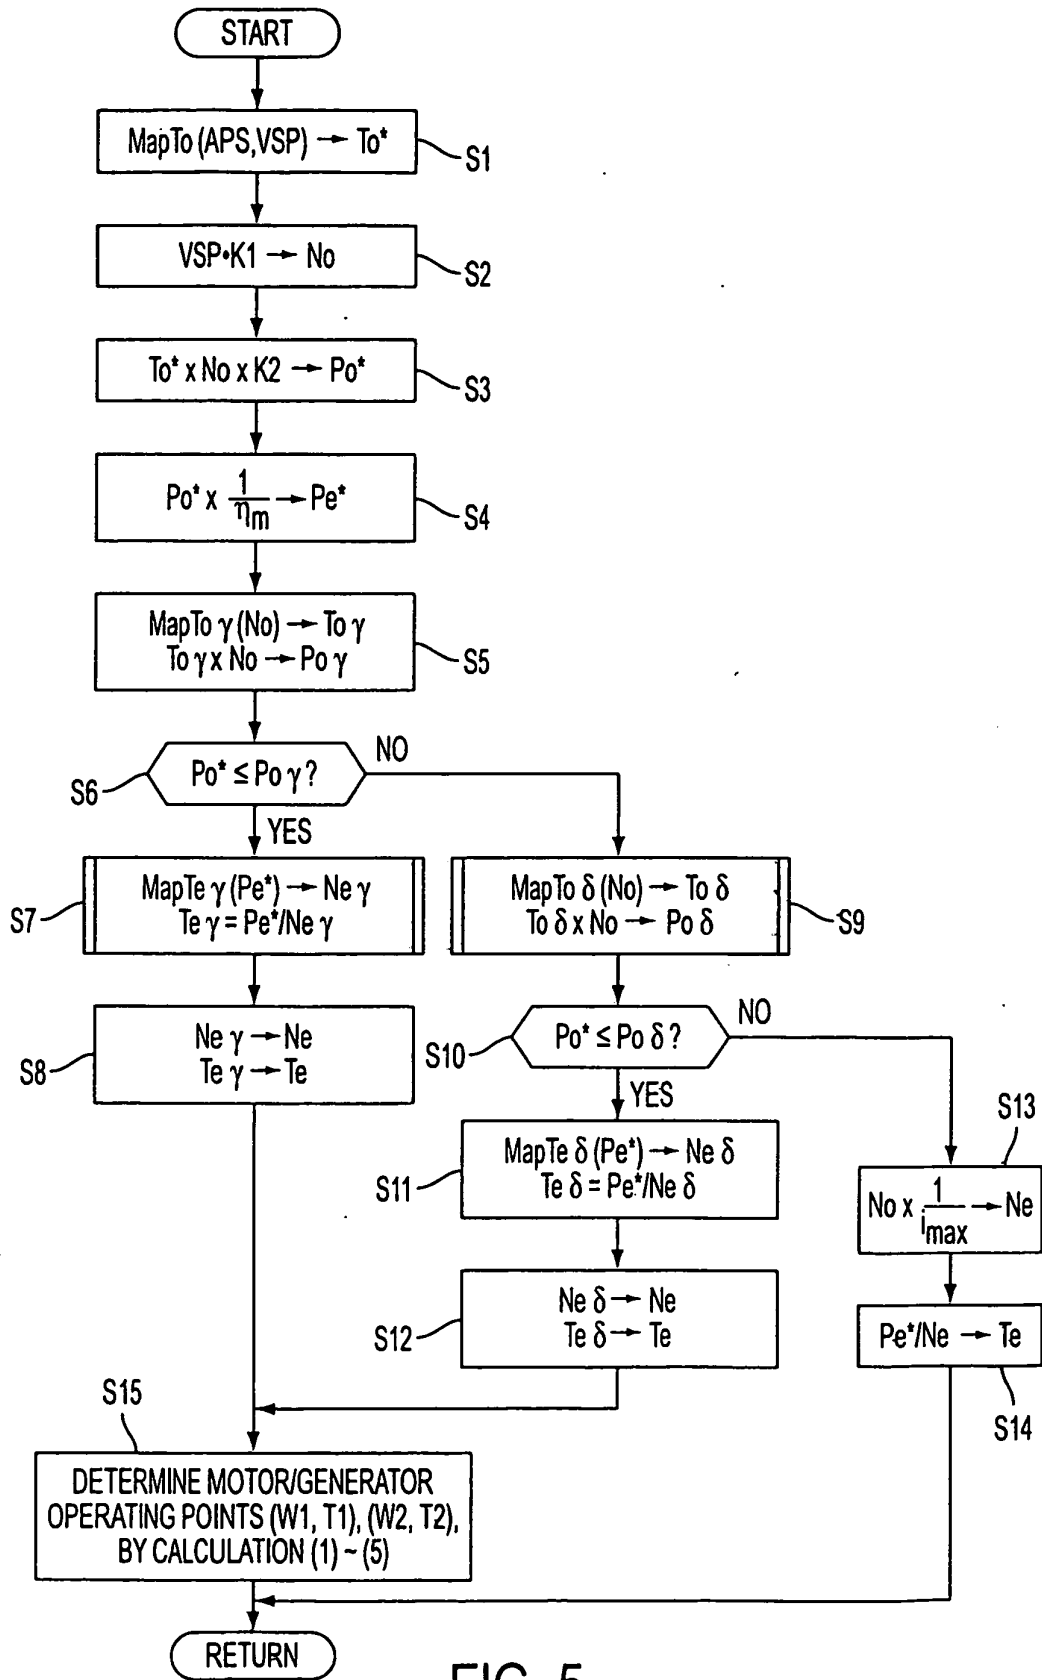 START
MapTo (APS,VSP) → To*
S1
VSP•K1 → No
S2
To* x No x K2 → Po*
S3
Po* x 1/ηm → Pe*
S4
MapTo γ (No) → To γ
To γ x No → Po γ
S5
Po* ≤ Po γ ?
S6
NO
YES
MapTe γ (Pe*) → Ne γ
Te γ = Pe*/Ne γ
S7
MapTo δ (No) → To δ
To δ x No → Po δ
S9
Ne γ → Ne
Te γ → Te
S8
Po* ≤ Po δ ?
S10
NO
YES
MapTe δ (Pe*) → Ne δ
Te δ = Pe*/Ne δ
S11
S13
No x 1/imax → Ne
Ne δ → Ne
Te δ → Te
S12
Pe*/Ne → Te
S14
S15
DETERMINE MOTOR/GENERATOR
OPERATING POINTS (W1, T1), (W2, T2),
BY CALCULATION (1) ~ (5)
RETURN
FIG. 5